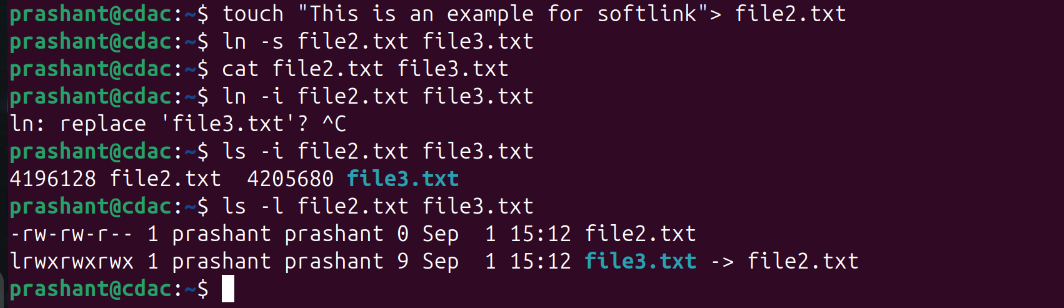 prashant@cdac:~$ touch "This is an example for softlink"> file2.txt
prashant@cdac:~$ ln -s file2.txt file3.txt
prashant@cdac:~$ cat file2.txt file3.txt
prashant@cdac:~$ ln -i file2.txt file3.txt
ln: replace 'file3.txt'? ^C
prashant@cdac:~$ ls -i file2.txt file3.txt
4196128 file2.txt  4205680 file3.txt
prashant@cdac:~$ ls -l file2.txt file3.txt
-rw-rw-r-- 1 prashant prashant 0 Sep  1 15:12 file2.txt
lrwxrwxrwx 1 prashant prashant 9 Sep  1 15:12 file3.txt -> file2.txt
prashant@cdac:~$